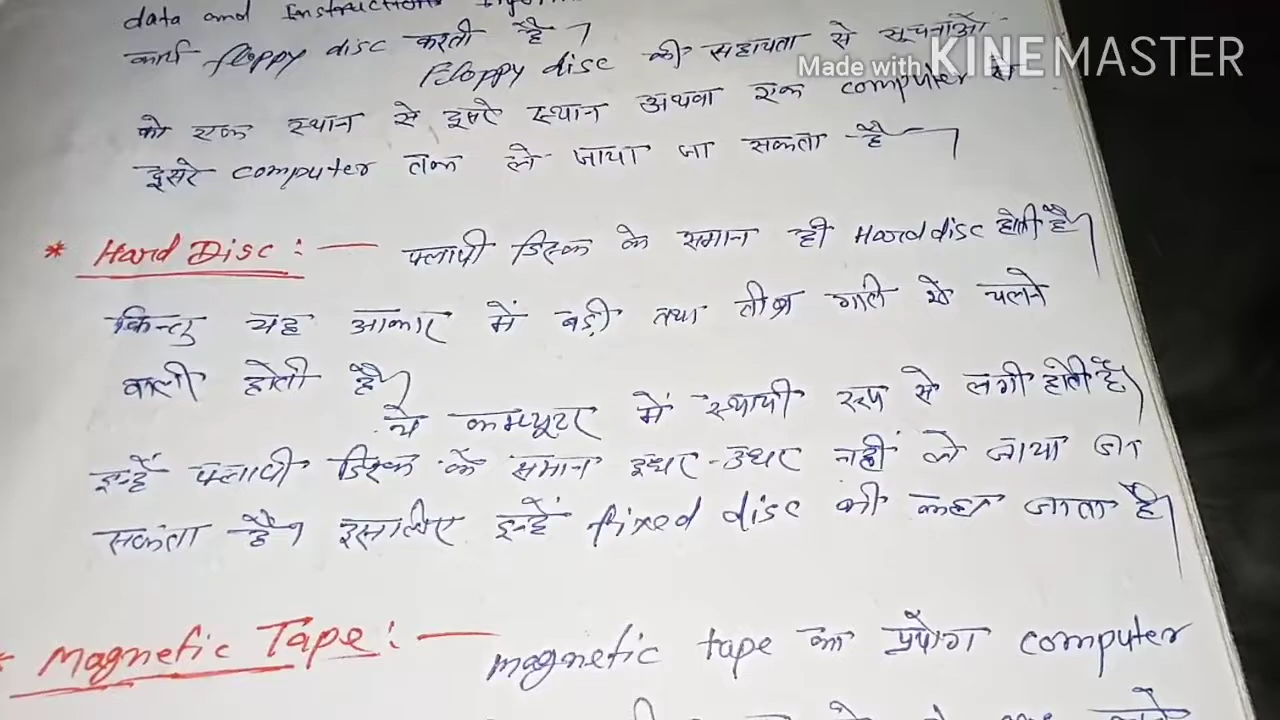 data and Instruction
कार्य floppy disc करती है।
Floppy disc की सहायता से सूचनाओं
Made with KINEMASTER
को एक स्थान से दूसरे स्थान अथवा एक computer से
दूसरे computer तक ले जाया जा सकता है।
* Hard Disc: — फ्लापी डिस्क के समान ही Hard disc होती है।
किन्तु यह आकार में बड़ी तथा तीव्र गति से चलने
वाली होती है।
ये कम्प्यूटर में स्थायी रूप से लगी होती है।
इन्हें फ्लापी डिस्क के समान इधर-उधर नहीं ले जाया जा
सकता है। इसलिए इन्हें fixed disc भी कहा जाता है।
* Magnetic Tape: — magnetic tape का प्रयोग computer